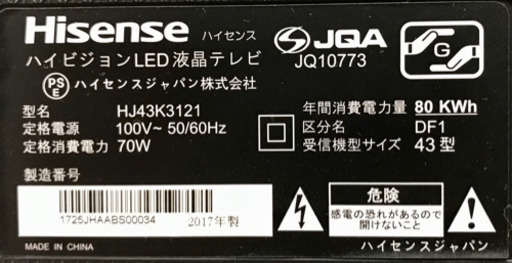 Hisense ハイセンス
ハイビジョンLED液晶テレビ
PS
E
ハイセンスジャパン株式会社
JQA
JQ10773
G
型名 HJ43K3121
定格電源 100V~ 50/60Hz
定格消費電力 70W
年間消費電力量 80 KWh
区分名 DF1
受信機型サイズ 43型
製造番号
1725JHAABS00034 2017年製
MADE IN CHINA
危険
感電の恐れがあるので
開けないこと
ハイセンスジャパン